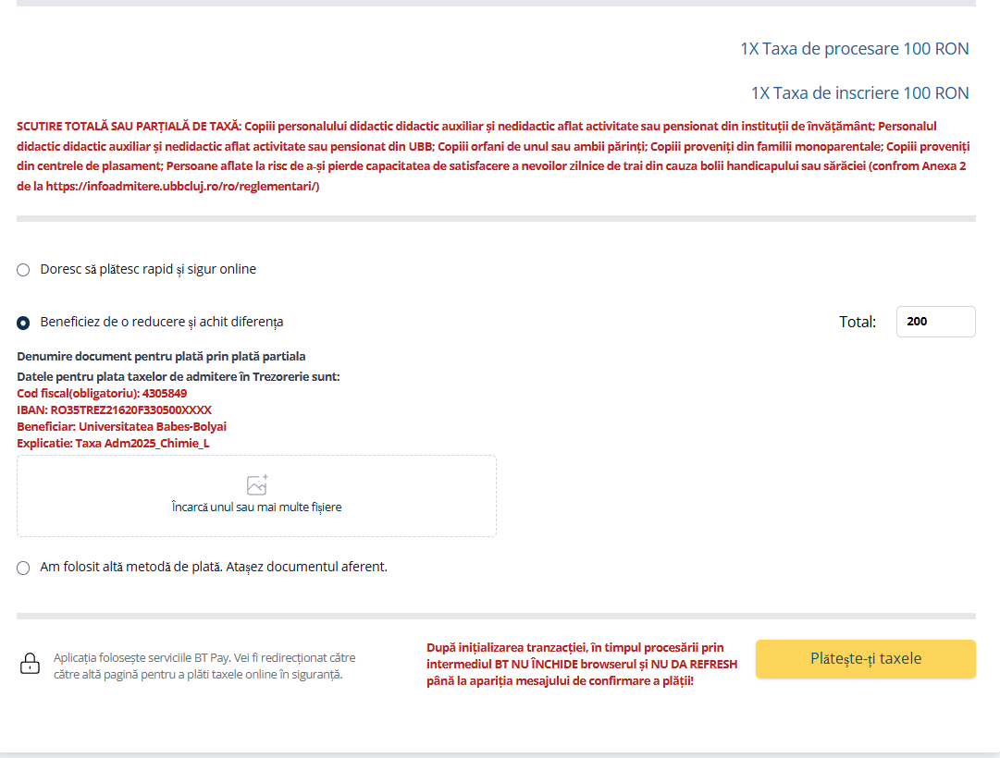 1X Taxa de procesare 100 RON
1X Taxa de inscriere 100 RON
SCUTIRE TOTALĂ SAU PARȚIALĂ DE TAXĂ: Copiii personalului didactic didactic auxiliar și nedidactic aflat activitate sau pensionat din instituții de învățământ; Personalul
didactic didactic auxiliar și nedidactic aflat activitate sau pensionat din UBB; Copiii orfani de unul sau ambii părinți; Copiii proveniți din familii monoparentale; Copiii proveniți
din centrele de plasament; Persoane aflate la risc de a-și pierde capacitatea de satisfacere a nevoilor zilnice de trai din cauza bolii handicapului sau sărăciei (confrom Anexa 2
de la https://infoadmitere.ubbcluj.ro/ro/reglementari/)
Doresc să plătesc rapid și sigur online
Beneficiez de o reducere și achit diferența
Total: 200
Denumire document pentru plată prin plată partiala
Datele pentru plata taxelor de admitere în Trezorerie sunt:
Cod fiscal(obligatoriu): 4305849
IBAN: RO35TREZ21620F330500XXXX
Beneficiar: Universitatea Babes-Bolyai
Explicatie: Taxa Adm2025_Chimie_L
Încarcă unul sau mai multe fișiere
Am folosit altă metodă de plată. Atașez documentul aferent.
Aplicația folosește serviciile BT Pay. Vei fi redirecționat către
către altă pagină pentru a plăti taxele online în siguranță.
După inițializarea tranzacției, în timpul procesării prin
intermediul BT NU ÎNCHIDE browserul și NU DA REFRESH
până la apariția mesajului de confirmare a plății!
Plătește-ți taxele